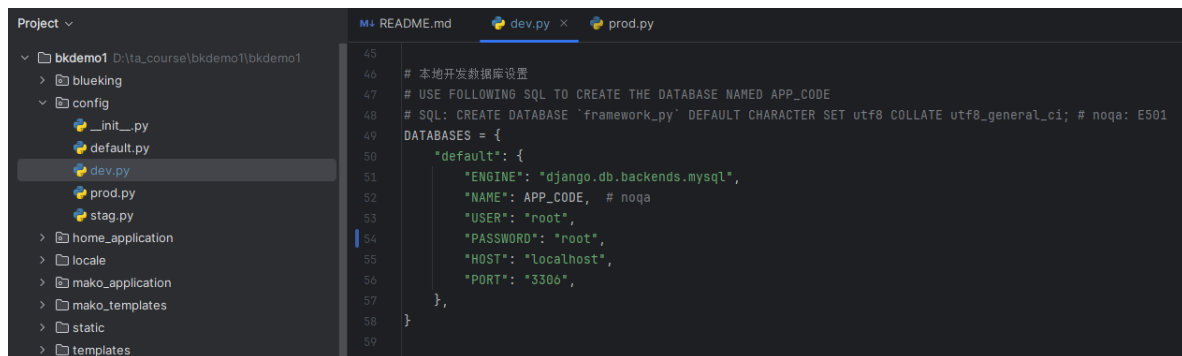 Project
bkdemo1 D:\ta_course\bkdemo1\bkdemo1
blueking
config
__init__.py
default.py
dev.py
prod.py
stag.py
home_application
locale
mako_application
mako_templates
static
templates
README.md dev.py prod.py
45
46 # 本地开发数据库设置
47 # USE FOLLOWING SQL TO CREATE THE DATABASE NAMED APP_CODE
48 # SQL: CREATE DATABASE `framework_py` DEFAULT CHARACTER SET utf8 COLLATE utf8_general_ci; # noqa: E501
49 DATABASES = {
50 "default": {
51 "ENGINE": "django.db.backends.mysql",
52 "NAME": APP_CODE, # noqa
53 "USER": "root",
54 "PASSWORD": "root",
55 "HOST": "localhost",
56 "PORT": "3306",
57 },
58 }
59